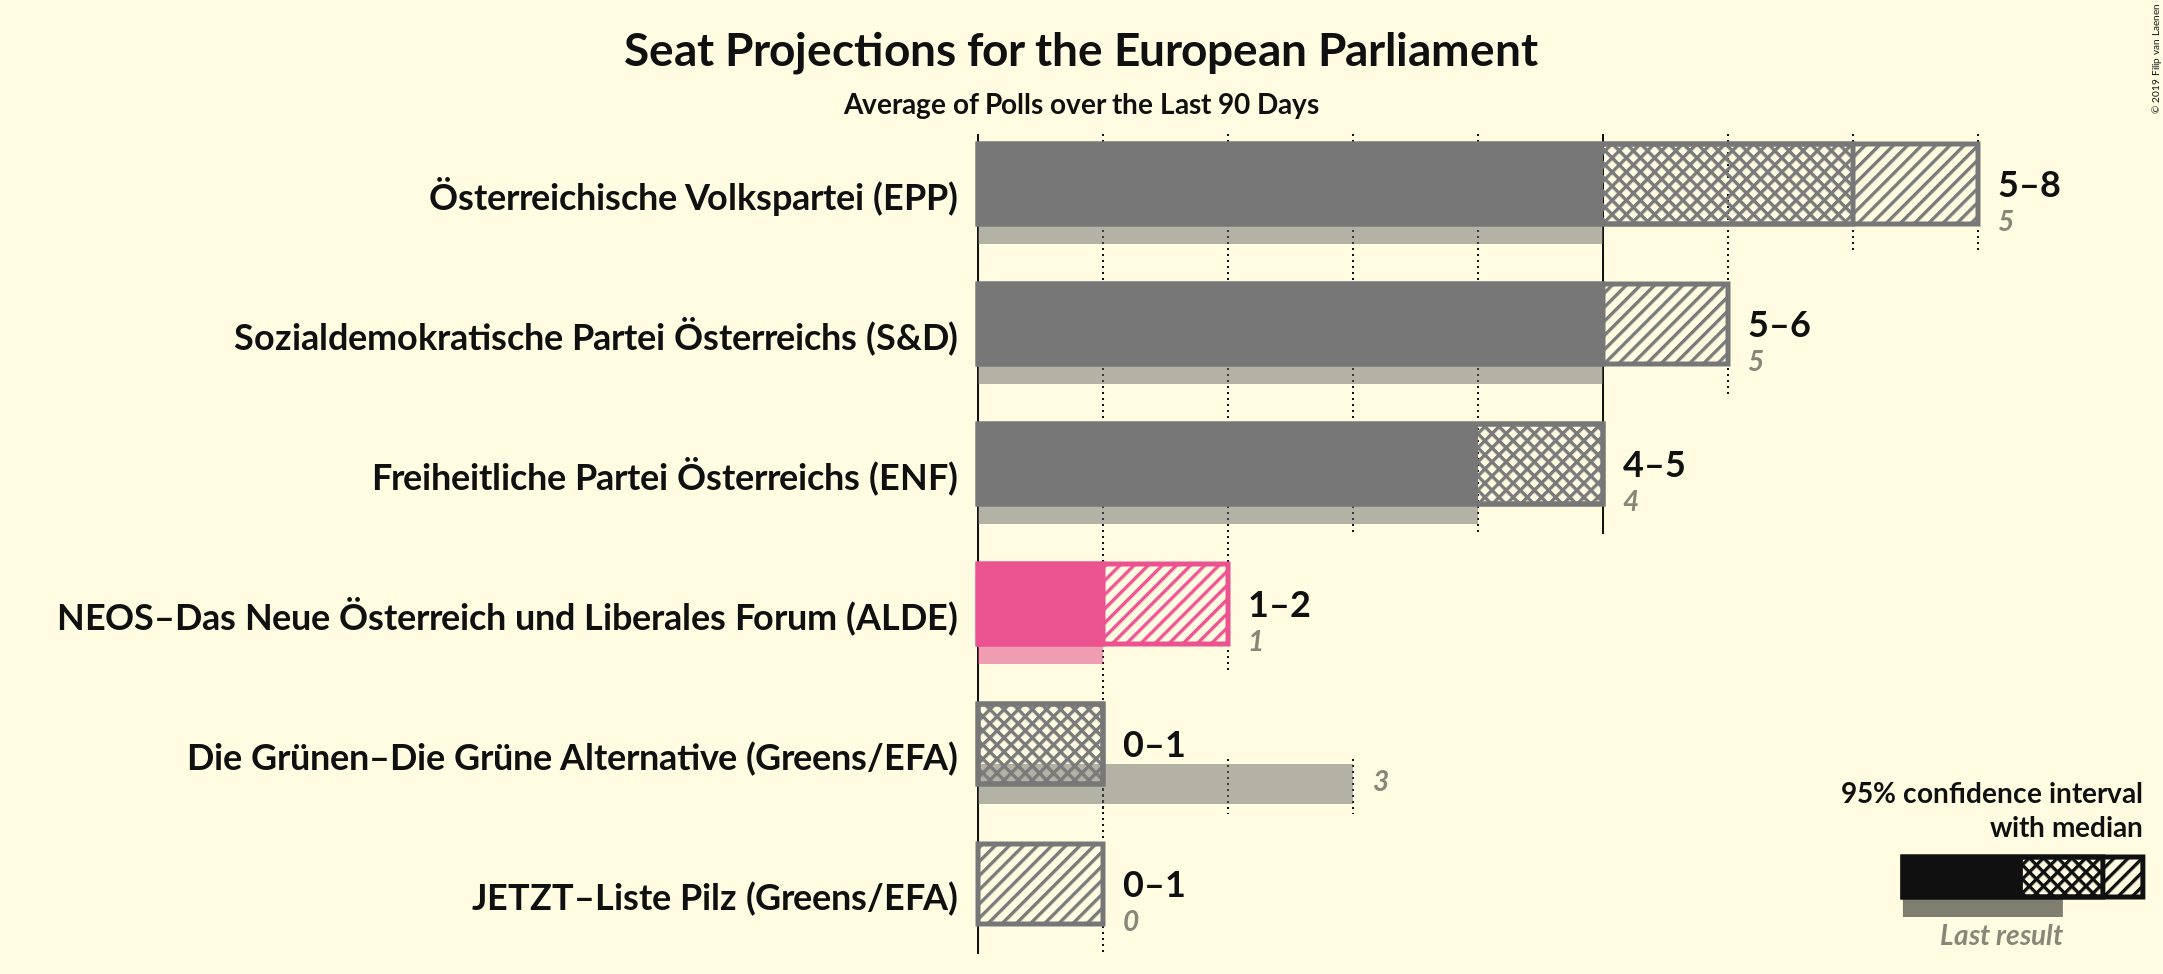 Seat Projections for the European Parliament
Average of Polls over the Last 90 Days
© 2019 Filip van Laenen
Österreichische Volkspartei (EPP)
5–8
5
Sozialdemokratische Partei Österreichs (S&D)
5–6
5
Freiheitliche Partei Österreichs (ENF)
4–5
4
NEOS–Das Neue Österreich und Liberales Forum (ALDE)
1–2
1
Die Grünen–Die Grüne Alternative (Greens/EFA)
0–1
3
JETZT–Liste Pilz (Greens/EFA)
0–1
0
95% confidence interval
with median
Last result